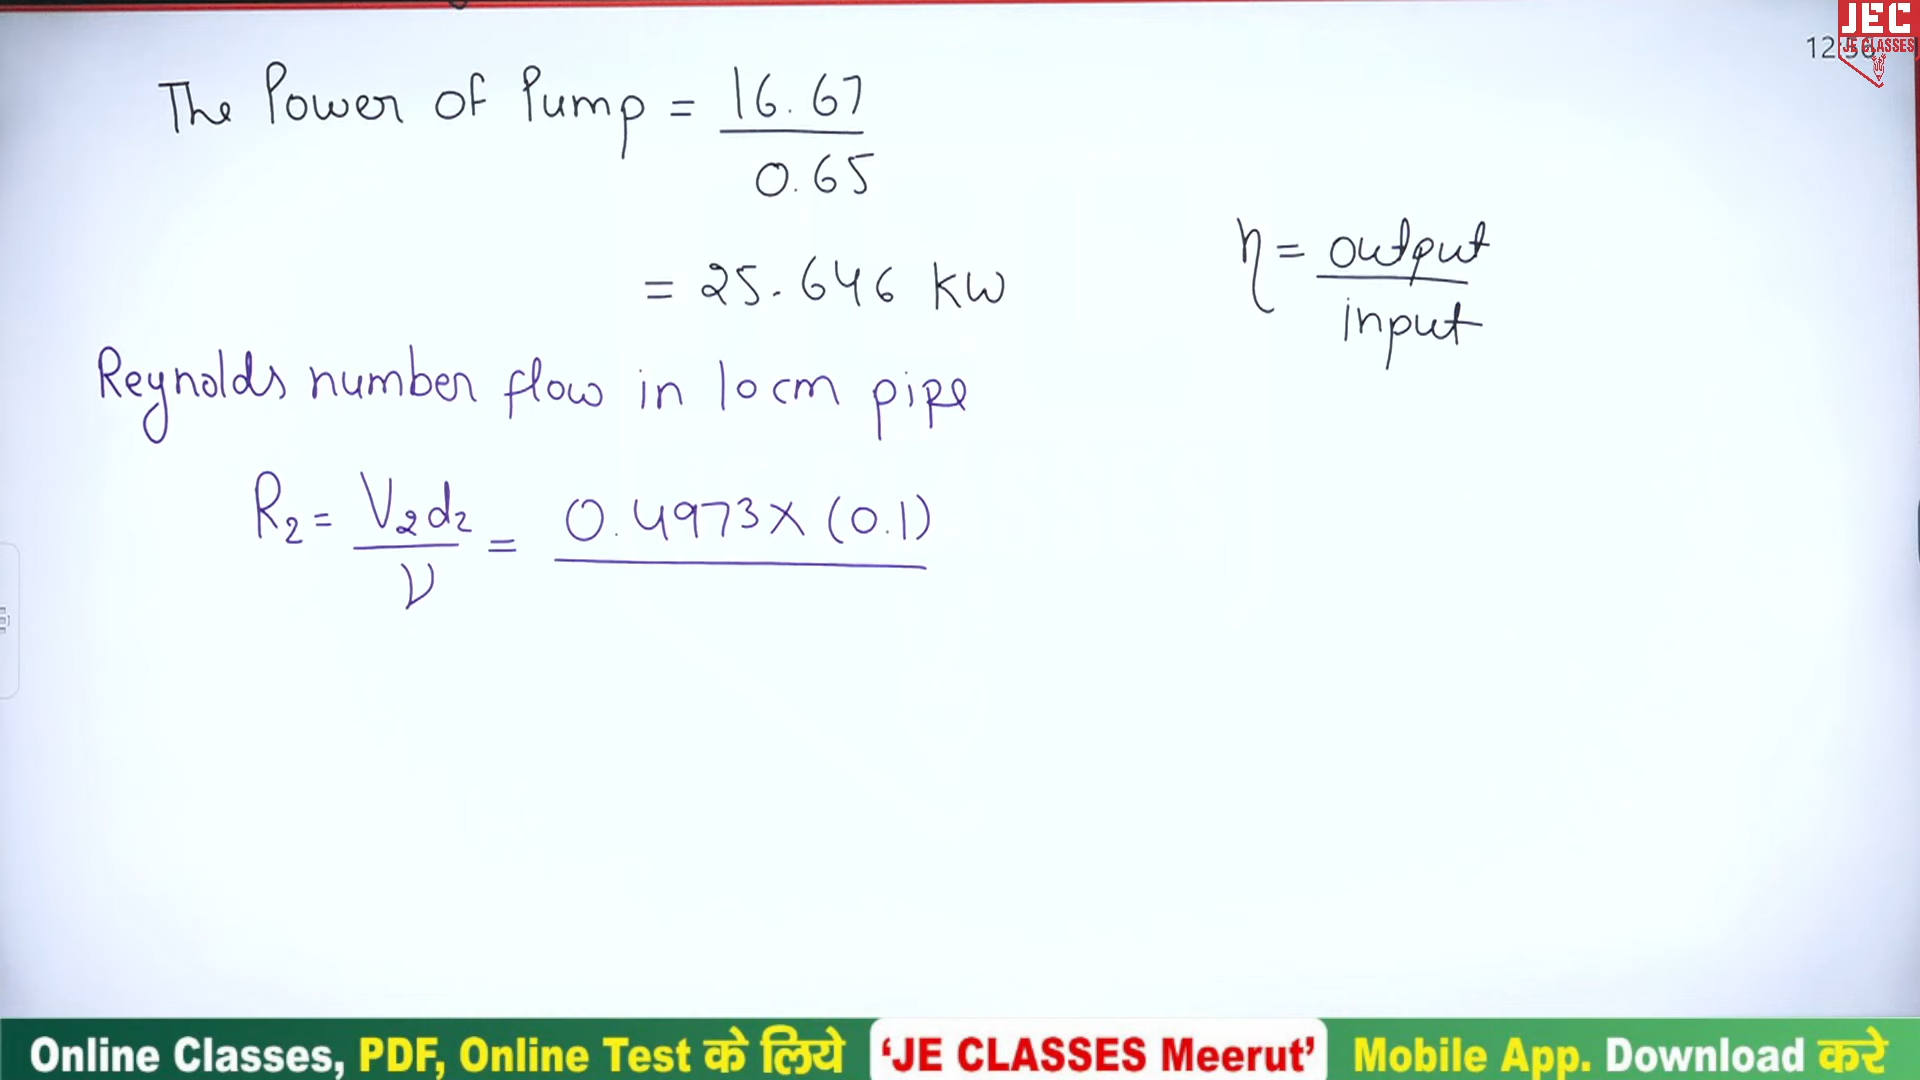 JEC
JE CLASSES
The Power of Pump = 16.67
0.65
= 25.646 kw
η = output
input
Reynolds number flow in 10 cm pipe
R₂ = V₂d₂ = 0.4973 × (0.1)
ν
Online Classes, PDF, Online Test के लिये 'JE CLASSES Meerut' Mobile App. Download करे